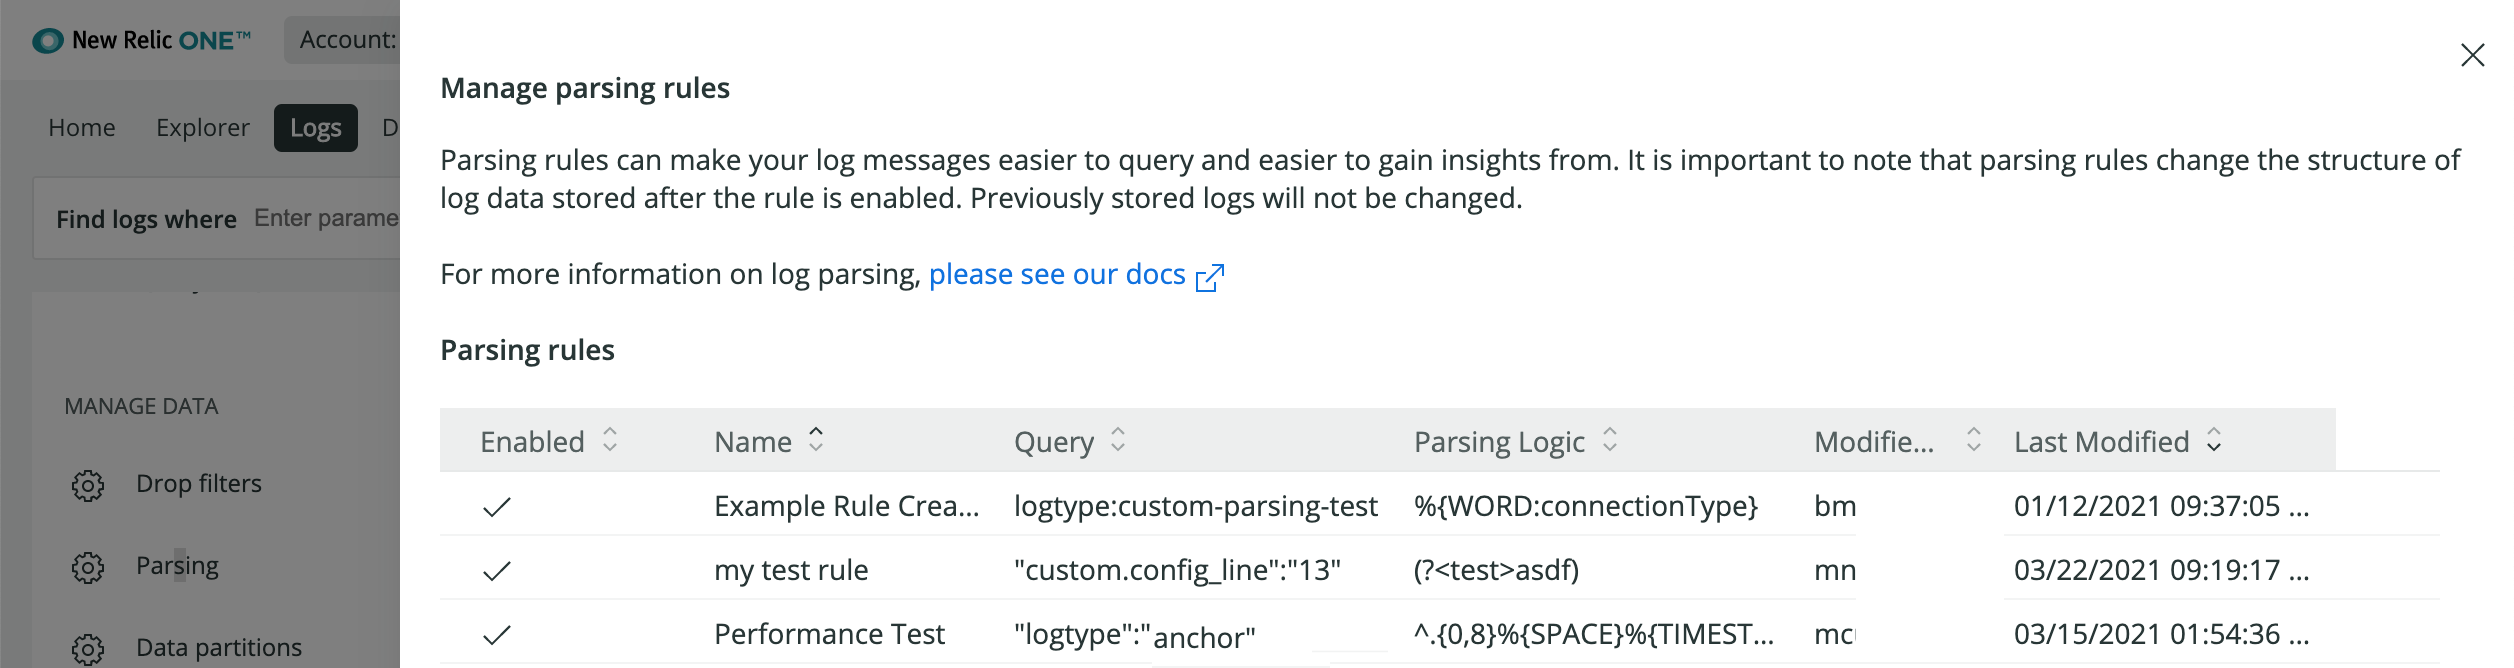 New Relic ONE™
Account:
Home Explorer Logs D
Find logs where Enter parame
MANAGE DATA
Drop filters
Parsing
Data partitions
Manage parsing rules
Parsing rules can make your log messages easier to query and easier to gain insights from. It is important to note that parsing rules change the structure of
log data stored after the rule is enabled. Previously stored logs will not be changed.
For more information on log parsing, please see our docs
Parsing rules
Enabled Name Query Parsing Logic Modifie... Last Modified
Example Rule Crea... logtype:custom-parsing-test %{WORD:connectionType} bm 01/12/2021 09:37:05 ...
my test rule "custom.config_line":"13" (?<test>asdf) mn 03/22/2021 09:19:17 ...
Performance Test "logtype":"anchor" ^.{0,8}%{SPACE}%{TIMEST... mc 03/15/2021 01:54:36 ...